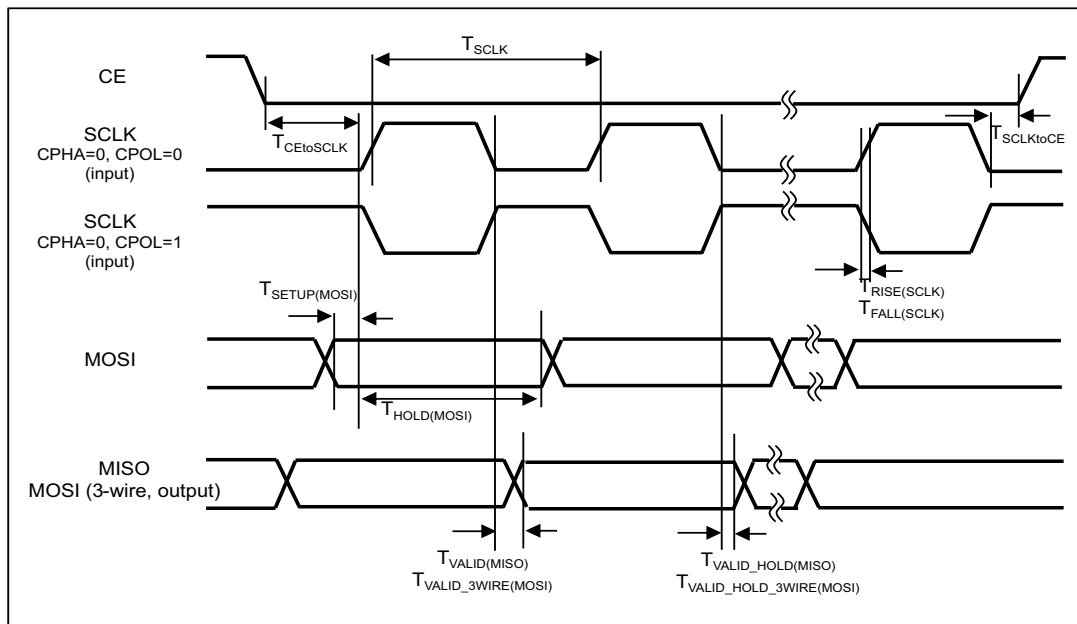 T_SCLK
CE
SCLK
CPHA=0, CPOL=0
(input)
T_CEtoSCLK
T_SCLKtoCE
SCLK
CPHA=0, CPOL=1
(input)
T_SETUP(MOSI)
T_RISE(SCLK)
T_FALL(SCLK)
MOSI
T_HOLD(MOSI)
MISO
MOSI (3-wire, output)
T_VALID(MISO)
T_VALID_3WIRE(MOSI)
T_VALID_HOLD(MISO)
T_VALID_HOLD_3WIRE(MOSI)